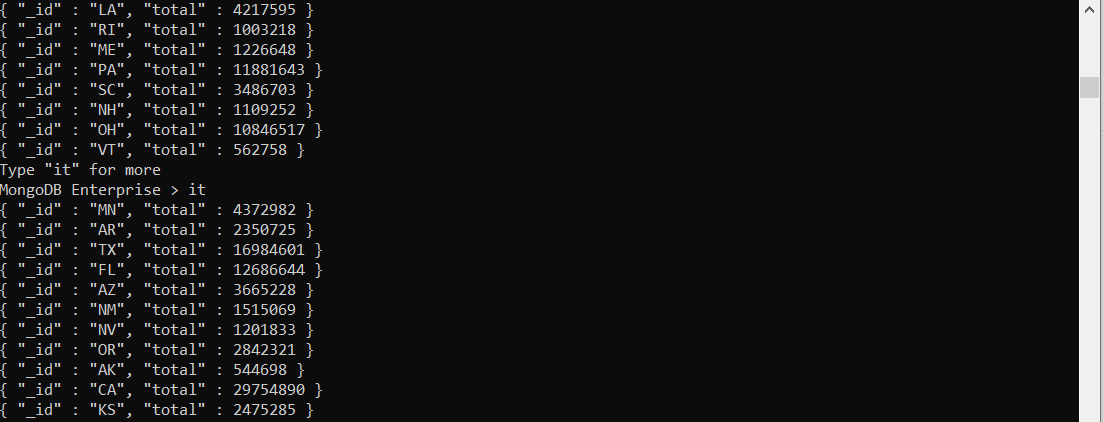 { "_id" : "LA", "total" : 4217595 }
{ "_id" : "RI", "total" : 1003218 }
{ "_id" : "ME", "total" : 1226648 }
{ "_id" : "PA", "total" : 11881643 }
{ "_id" : "SC", "total" : 3486703 }
{ "_id" : "NH", "total" : 1109252 }
{ "_id" : "OH", "total" : 10846517 }
{ "_id" : "VT", "total" : 562758 }
Type "it" for more
MongoDB Enterprise > it
{ "_id" : "MN", "total" : 4372982 }
{ "_id" : "AR", "total" : 2350725 }
{ "_id" : "TX", "total" : 16984601 }
{ "_id" : "FL", "total" : 12686644 }
{ "_id" : "AZ", "total" : 3665228 }
{ "_id" : "NM", "total" : 1515069 }
{ "_id" : "NV", "total" : 1201833 }
{ "_id" : "OR", "total" : 2842321 }
{ "_id" : "AK", "total" : 544698 }
{ "_id" : "CA", "total" : 29754890 }
{ "_id" : "KS", "total" : 2475285 }